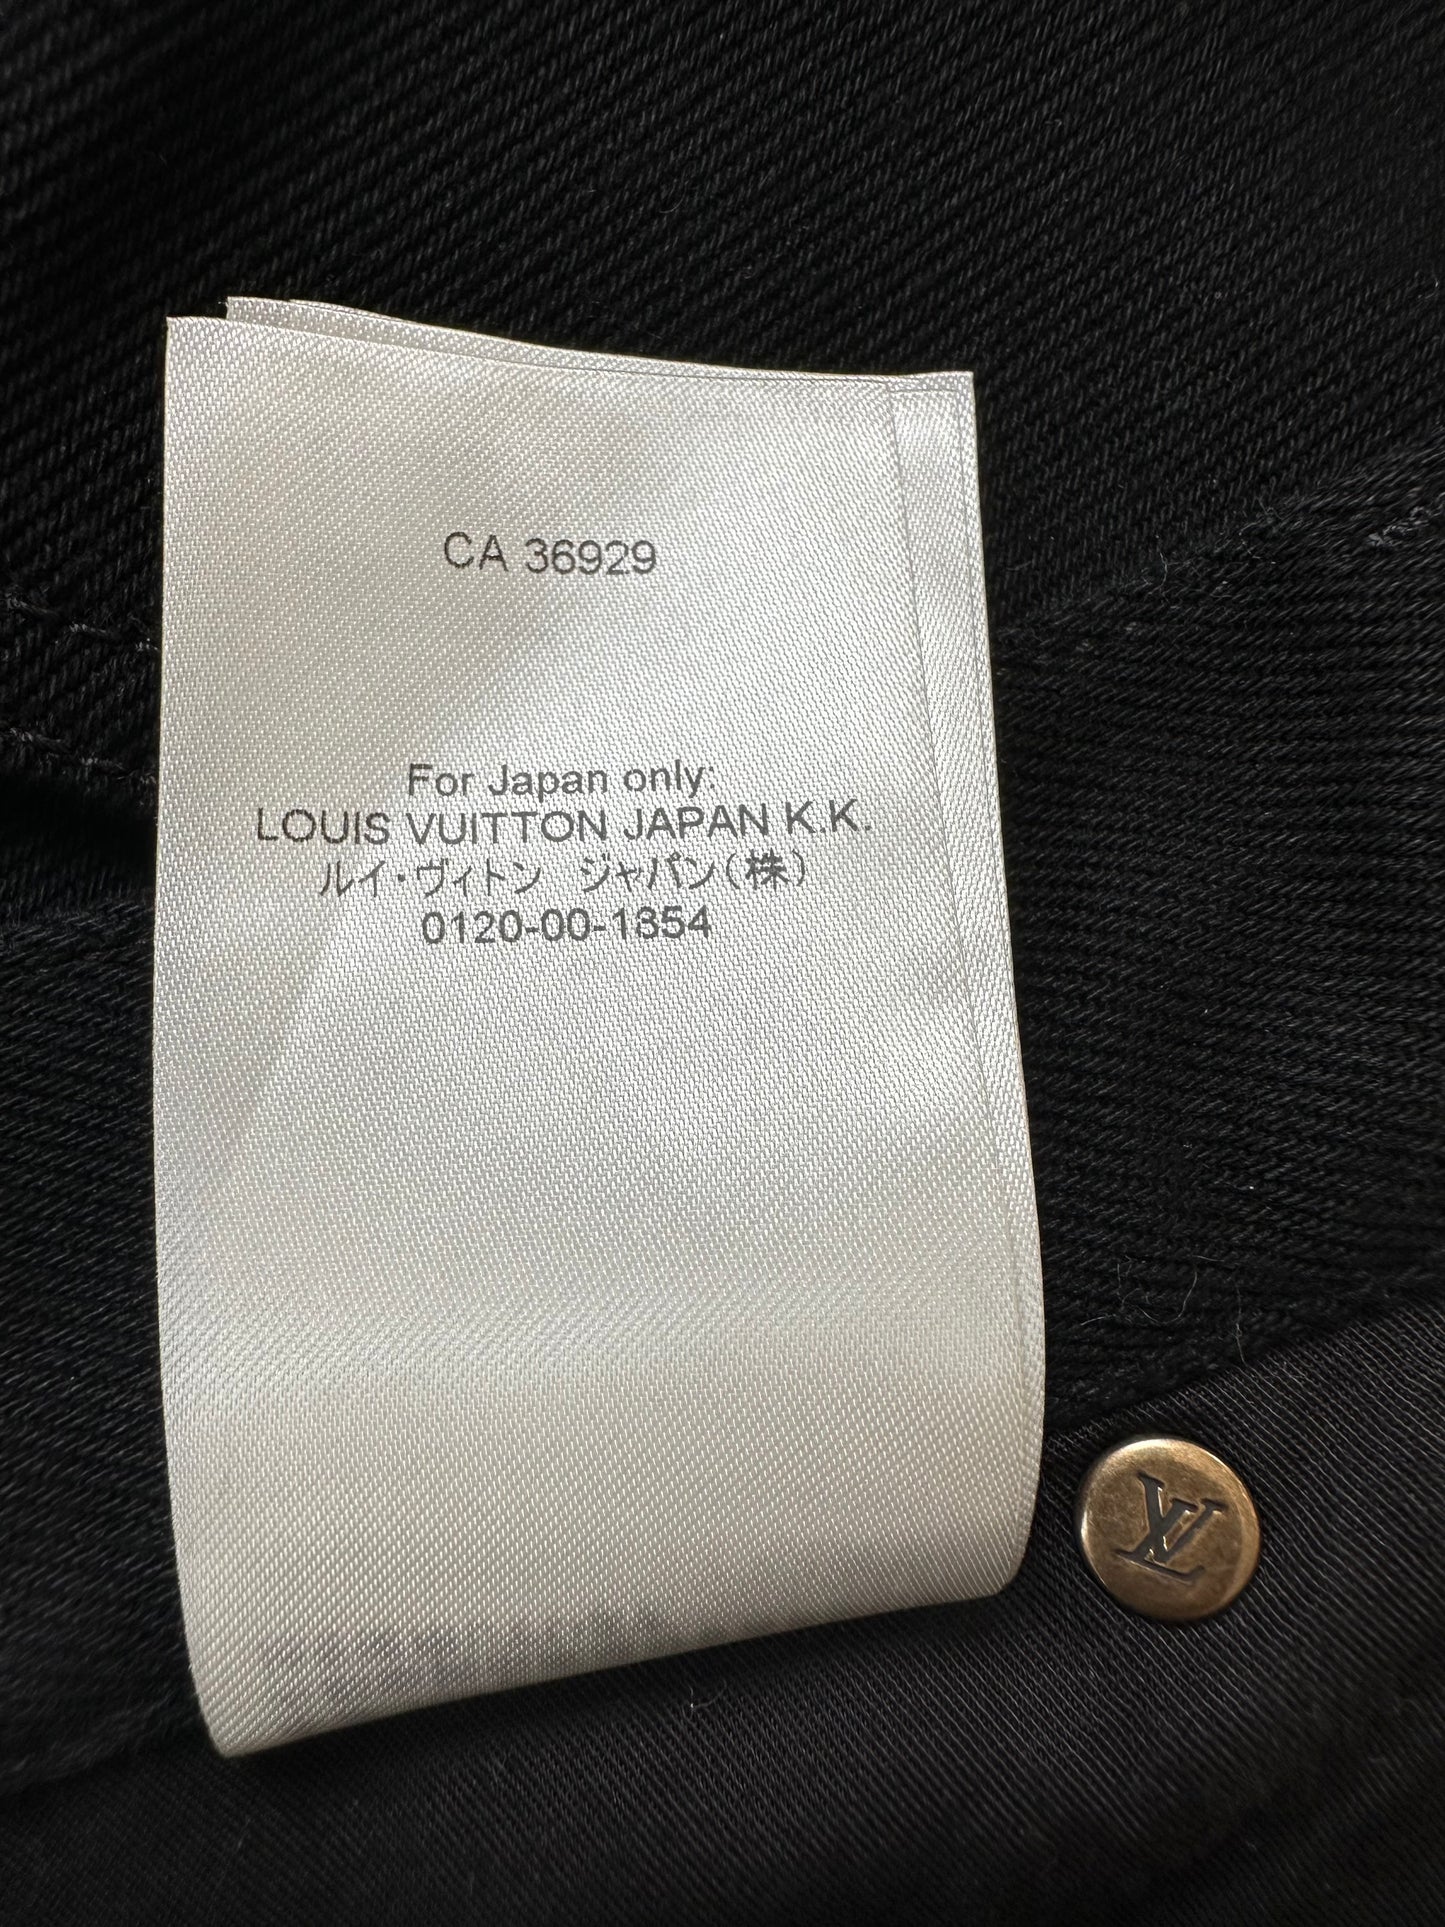 CA 36929
For Japan only:
LOUIS VUITTON JAPAN K.K.
ルイ・ヴィトン ジャパン(株)
0120-00-1854
LV